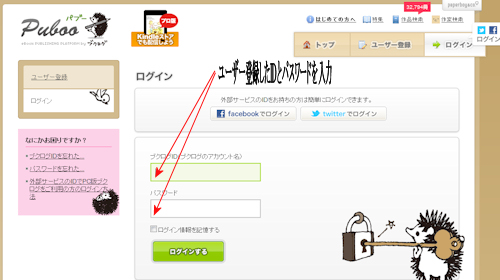 パブー
Puboo
ブクログ
プロ版
Kindleストア
でも配信しよう
32,794冊
paperboy&co.
はじめての方へ 特集 作品検索 作家検索
トップ ユーザー登録 ログイン
ログイン
ユーザー登録
ログイン
なにかお困りですか？
ブクログIDを忘れた...
パスワードを忘れた...
外部サービスのIDでPC版ブク
ログをご利用の方のログイン方
法
ログイン
ユーザー登録したIDとパスワードを入力
外部サービスのIDをお持ちの方は簡単にログインできます。
facebookでログイン twitterでログイン
ブクログID(ブクログのアカウント名)
パスワード
ログイン情報を記憶する
ログインする